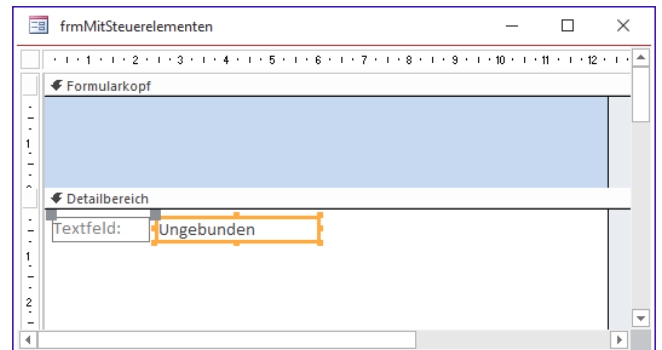 frmMitSteuerelementen
1 2 3 4 5 6 7 8 9 10 11 12
Formularkopf
1
Detailbereich
Textfeld: Ungebunden
1
2